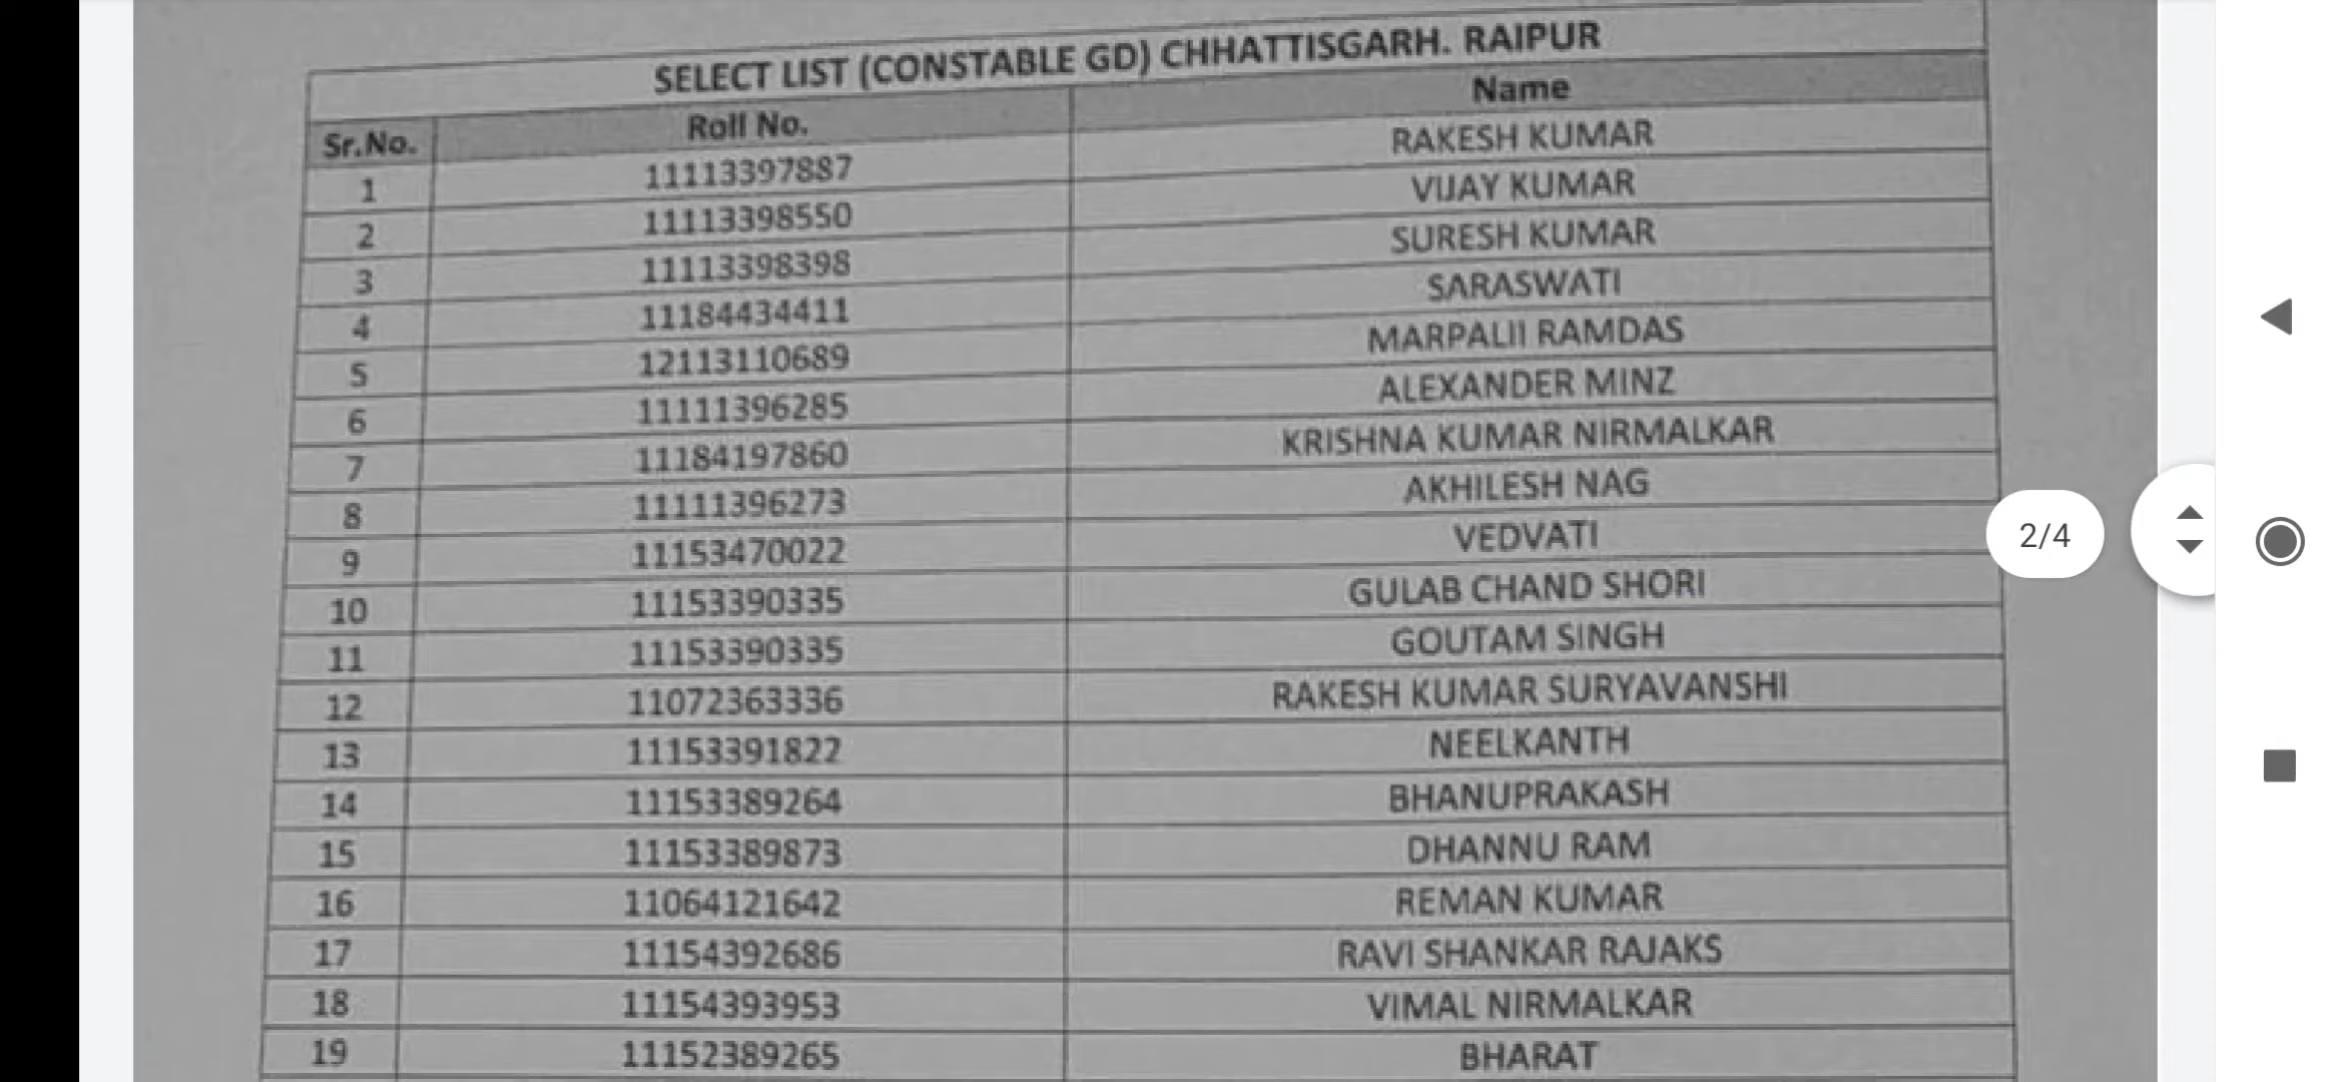 SELECT LIST (CONSTABLE GD) CHHATTISGARH. RAIPUR
Sr.No. Roll No. Name
1 11113397887 RAKESH KUMAR
2 11113398550 VIJAY KUMAR
3 11113398398 SURESH KUMAR
4 11184434411 SARASWATI
5 12113110689 MARPALII RAMDAS
6 11111396285 ALEXANDER MINZ
7 11184197860 KRISHNA KUMAR NIRMALKAR
8 11111396273 AKHILESH NAG
9 11153470022 VEDVATI
10 11153390335 GULAB CHAND SHORI
11 11153390335 GOUTAM SINGH
12 11072363336 RAKESH KUMAR SURYAVANSHI
13 11153391822 NEELKANTH
14 11153389264 BHANUPRAKASH
15 11153389873 DHANNU RAM
16 11064121642 REMAN KUMAR
17 11154392686 RAVI SHANKAR RAJAKS
18 11154393953 VIMAL NIRMALKAR
19 11152389265 BHARAT
2/4